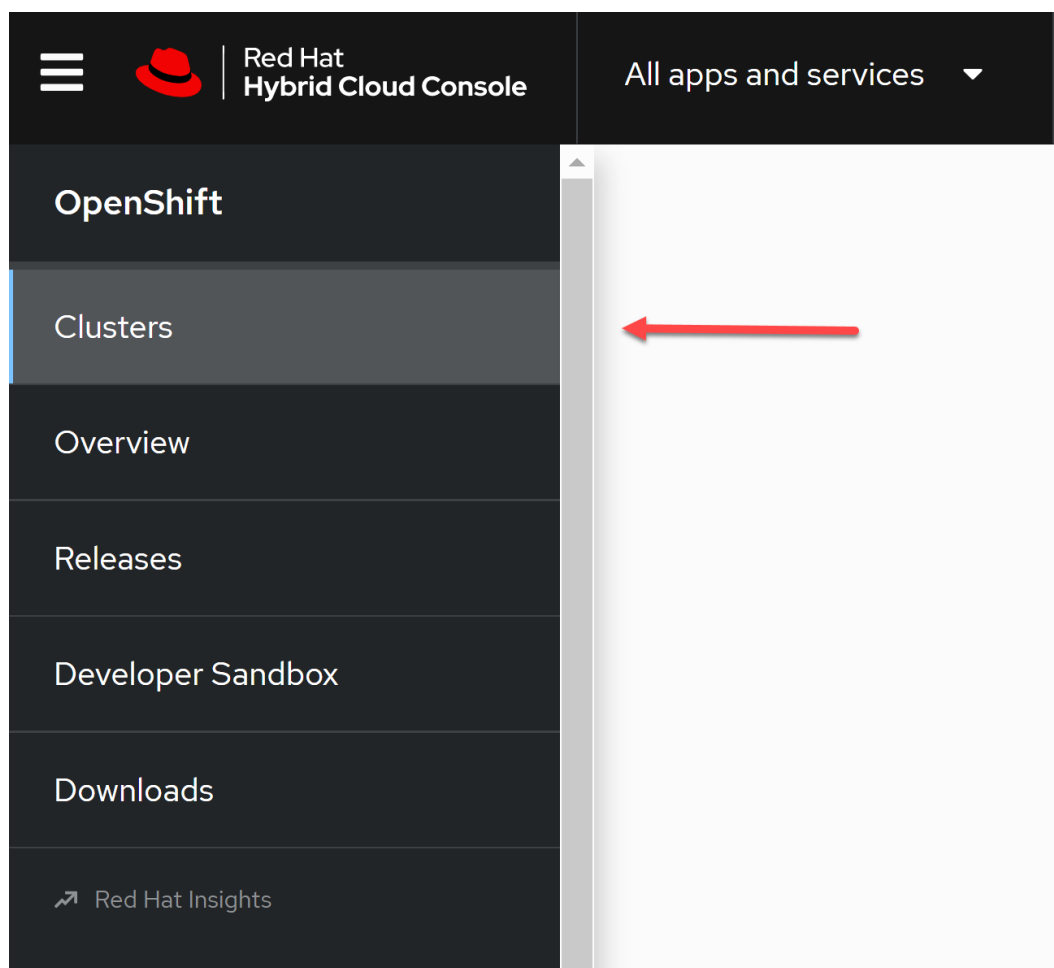 Red Hat
Hybrid Cloud Console
All apps and services
OpenShift
Clusters
Overview
Releases
Developer Sandbox
Downloads
Red Hat Insights